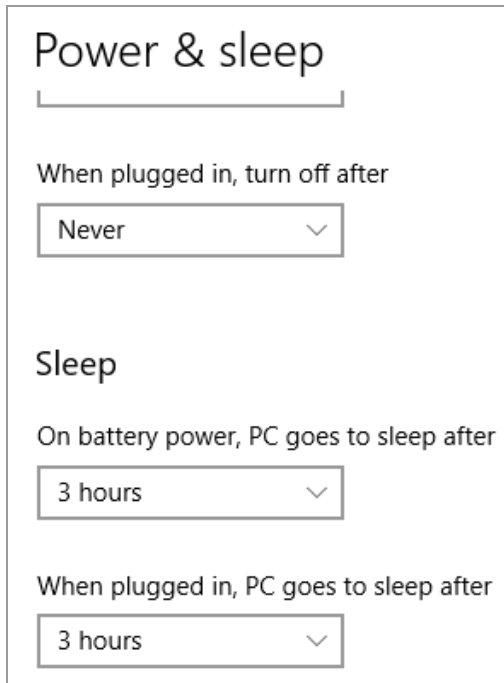 Power & sleep
When plugged in, turn off after
Never
Sleep
On battery power, PC goes to sleep after
3 hours
When plugged in, PC goes to sleep after
3 hours